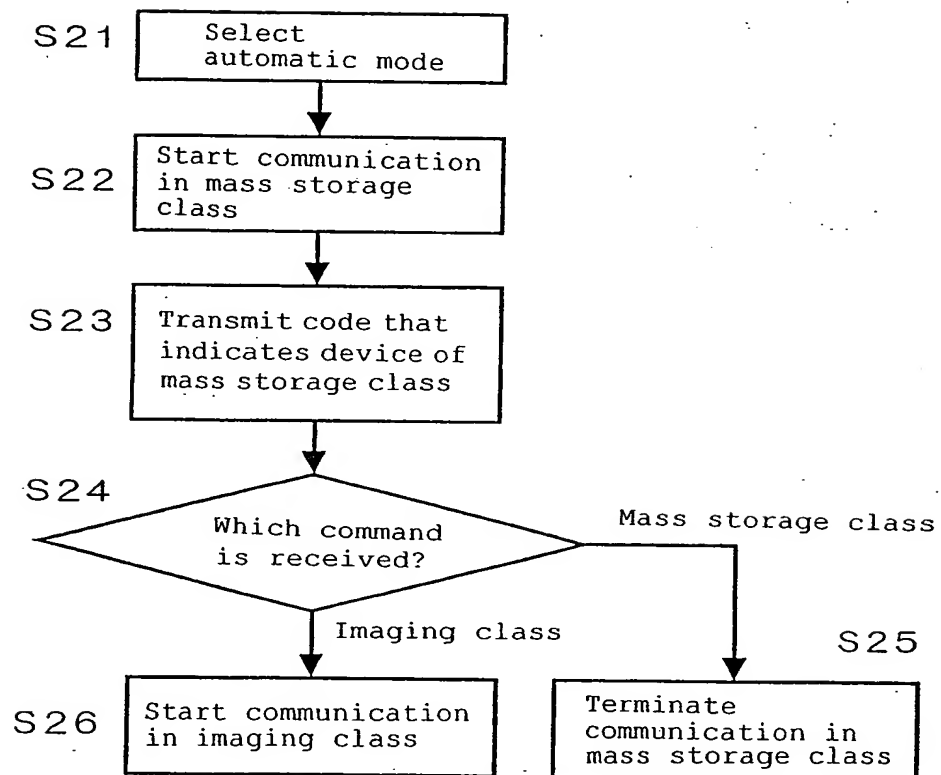 S21
Select
automatic mode
S22
Start communication
in mass storage
class
S23
Transmit code that
indicates device of
mass storage class
S24
Which command
is received?
Mass storage class
Imaging class
S25
S26
Start communication
in imaging class
Terminate
communication in
mass storage class